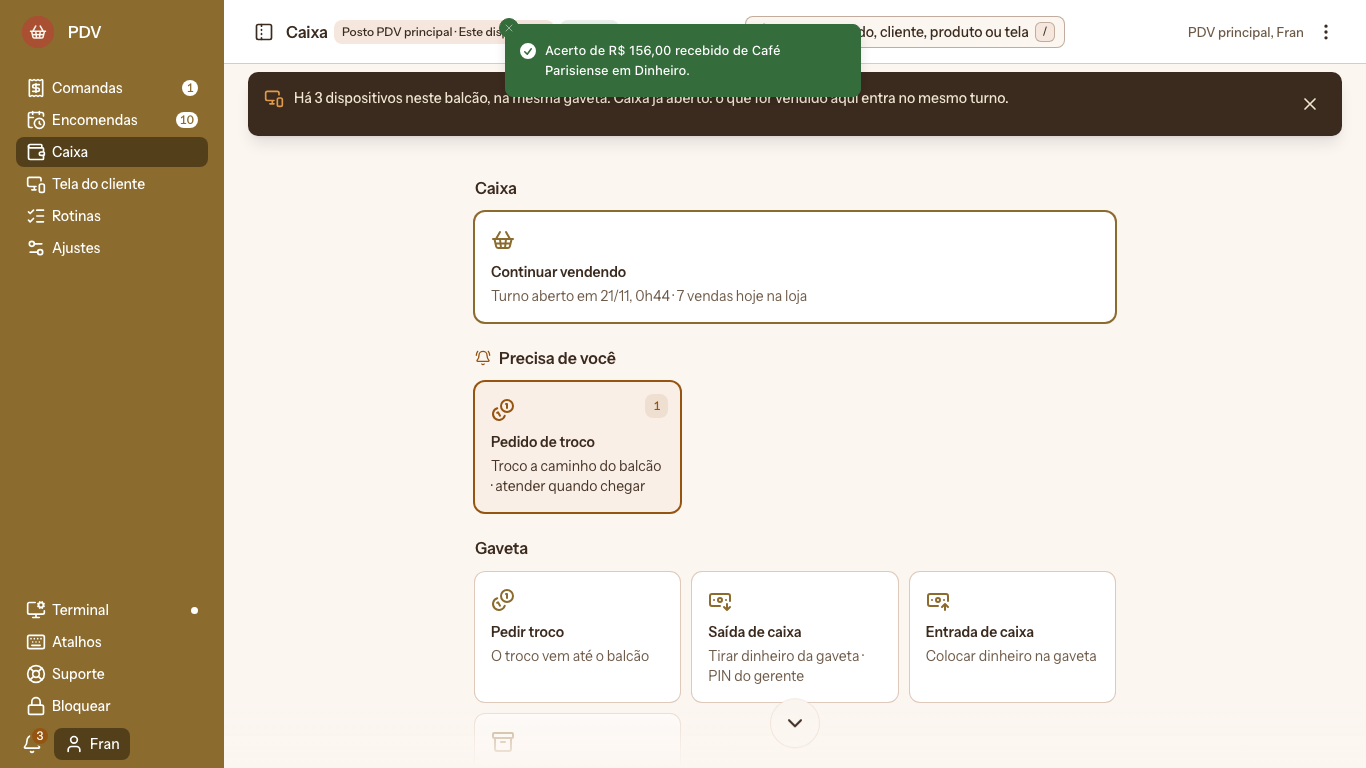 PDV
Comandas 1
Encomendas 10
Caixa
Tela do cliente
Rotinas
Ajustes
Terminal
Atalhos
Suporte
Bloquear
3
Fran
Caixa
Posto PDV principal · Este
cliente, produto ou tela /
PDV principal, Fran
Acerto de R$ 156,00 recebido de Café
Parisiense em Dinheiro.
Há 3 dispositivos neste balcão, na mesma gaveta. Caixa já aberto: o que for vendido aqui entra no mesmo turno.
Caixa
Continuar vendendo
Turno aberto em 21/11, 0h44 · 7 vendas hoje na loja
Precisa de você
1
Pedido de troco
Troco a caminho do balcão
· atender quando chegar
Gaveta
Pedir troco
O troco vem até o balcão
Saída de caixa
Tirar dinheiro da gaveta ·
PIN do gerente
Entrada de caixa
Colocar dinheiro na gaveta